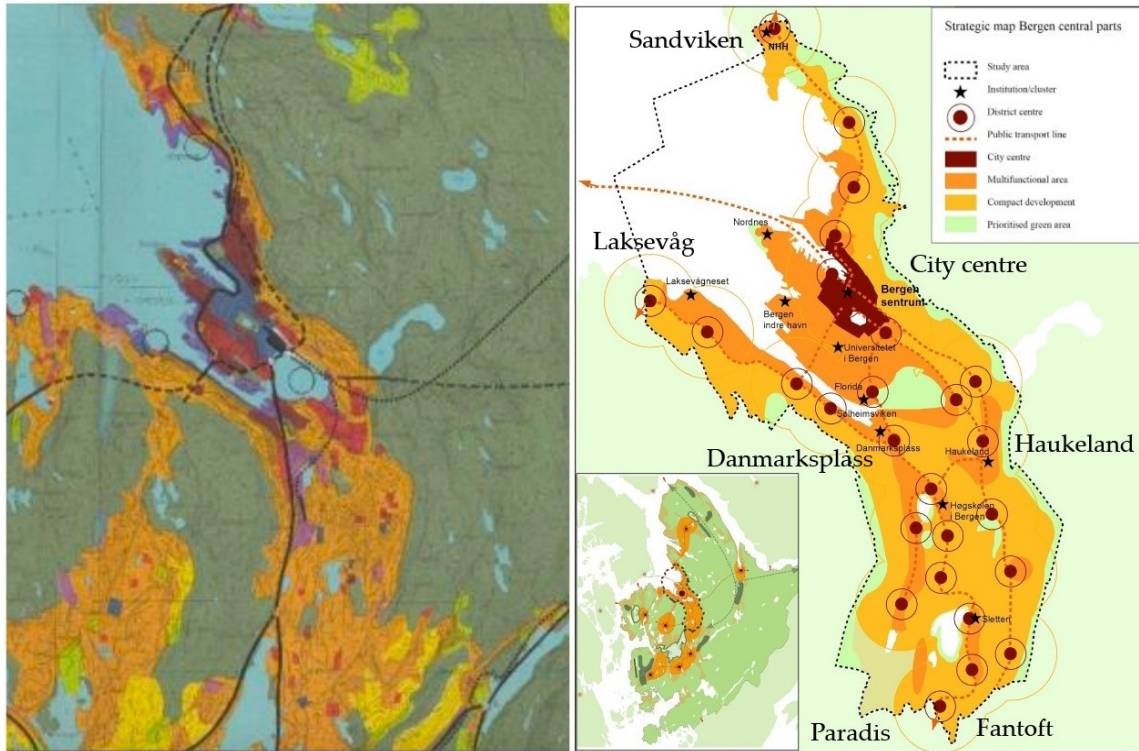 Sandviken
NHH
Strategic map Bergen central parts
Study area
Institution/cluster
District centre
Public transport line
City centre
Multifunctional area
Compact development
Prioritised green area
Nordnes
Laksevåg
City centre
Laksevågneset
Bergen
sentrum
Bergen
indre havn
Universitetet
i Bergen
Florida
Solheimsviken
Danmarksplass
Haukeland
Haukeland
Danmarksplass
Høgskolen
i Bergen
Sletten
Paradis
Fantoft